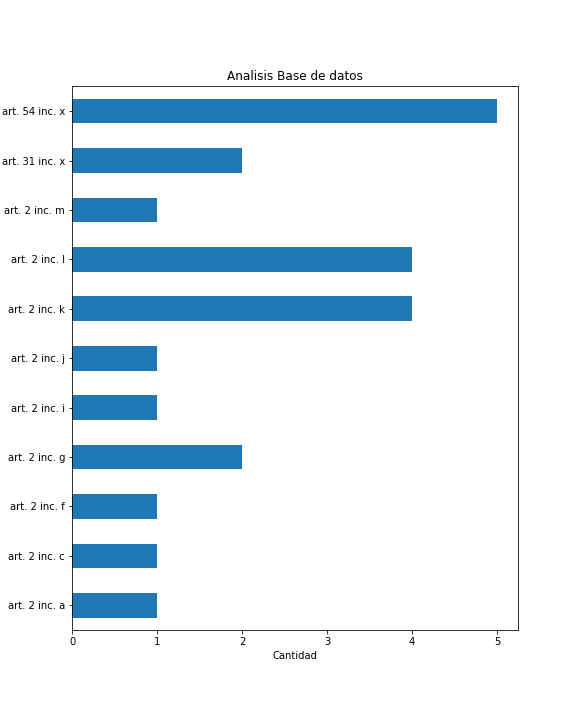 Analisis Base de datos
art. 54 inc. x
art. 31 inc. x
art. 2 inc. m
art. 2 inc. l
art. 2 inc. k
art. 2 inc. j
art. 2 inc. i
art. 2 inc. g
art. 2 inc. f
art. 2 inc. c
art. 2 inc. a
0 1 2 3 4 5
Cantidad